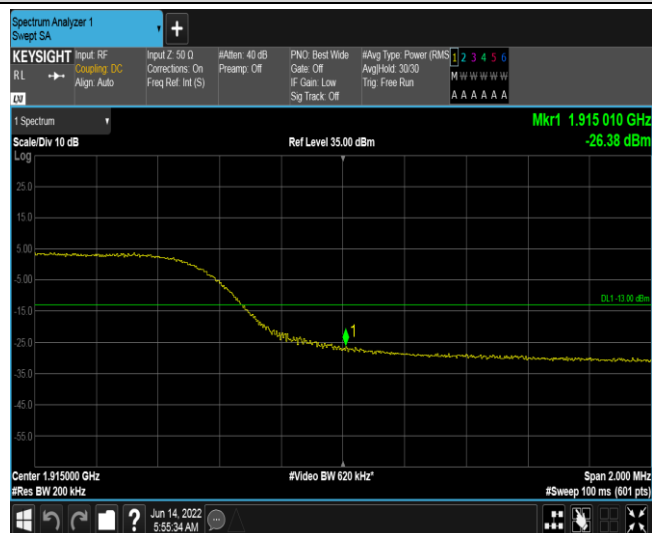 Spectrum Analyzer 1
Swept SA
+
KEYSIGHT Input: RF Input Z: 50 Ω #Atten: 40 dB PNO: Best Wide #Avg Type: Power (RMS 1 2 3 4 5 6
RL Coupling: DC Corrections: On Preamp: Off Gate: Off Avg|Hold: 30/30 M W W W W W
Align: Auto Freq Ref: Int (S) IF Gain: Low Trig: Free Run
Sig Track: Off A A A A A A
LXI
1 Spectrum
Mkr1 1.915 010 GHz
Scale/Div 10 dB Ref Level 35.00 dBm -26.38 dBm
Log
25.0
15.0
5.00
-5.00
DL1 -13.00 dBm
-15.0
1
-25.0
-35.0
-45.0
-55.0
Center 1.915000 GHz #Video BW 620 kHz* Span 2.000 MHz
#Res BW 200 kHz #Sweep 100 ms (601 pts)
? Jun 14, 2022
5:55:34 AM